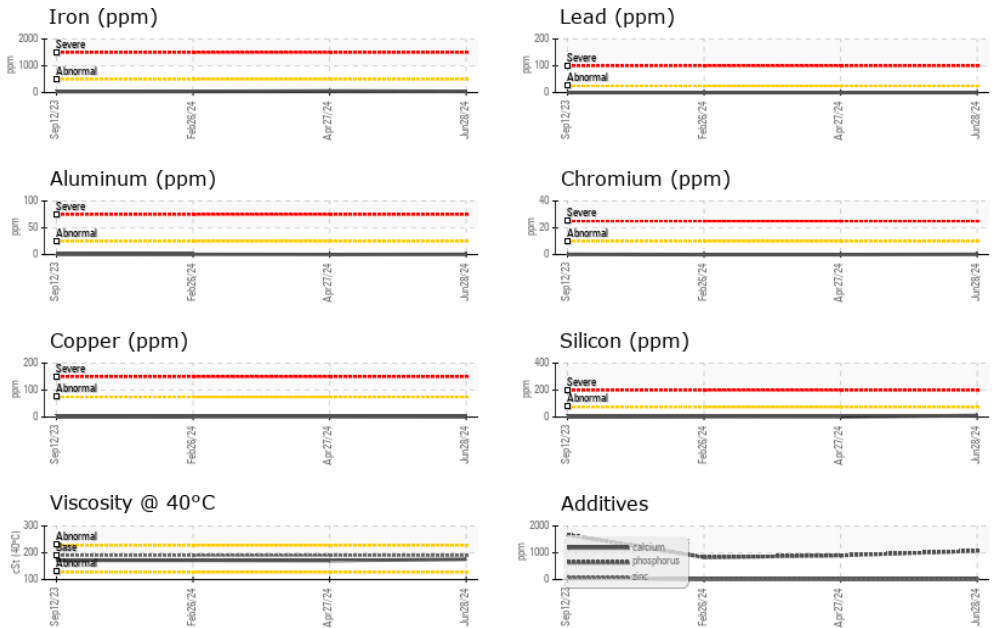 Iron (ppm)
2000
1000
0
ppm
Severe
Abnormal
Sep12/23
Feb26/24
Apr27/24
Jun28/24
Lead (ppm)
200
100
0
ppm
Severe
Abnormal
Sep12/23
Feb26/24
Apr27/24
Jun28/24
Aluminum (ppm)
100
50
0
ppm
Severe
Abnormal
Sep12/23
Feb26/24
Apr27/24
Jun28/24
Chromium (ppm)
40
20
0
ppm
Severe
Abnormal
Sep12/23
Feb26/24
Apr27/24
Jun28/24
Copper (ppm)
200
100
0
ppm
Severe
Abnormal
Sep12/23
Feb26/24
Apr27/24
Jun28/24
Silicon (ppm)
400
200
0
ppm
Severe
Abnormal
Sep12/23
Feb26/24
Apr27/24
Jun28/24
Viscosity @ 40°C
300
200
100
cSt (40°C)
Abnormal
Base
Abnormal
Sep12/23
Feb26/24
Apr27/24
Jun28/24
Additives
2000
1000
0
ppm
calcium
phosphorus
zinc
Sep12/23
Feb26/24
Apr27/24
Jun28/24